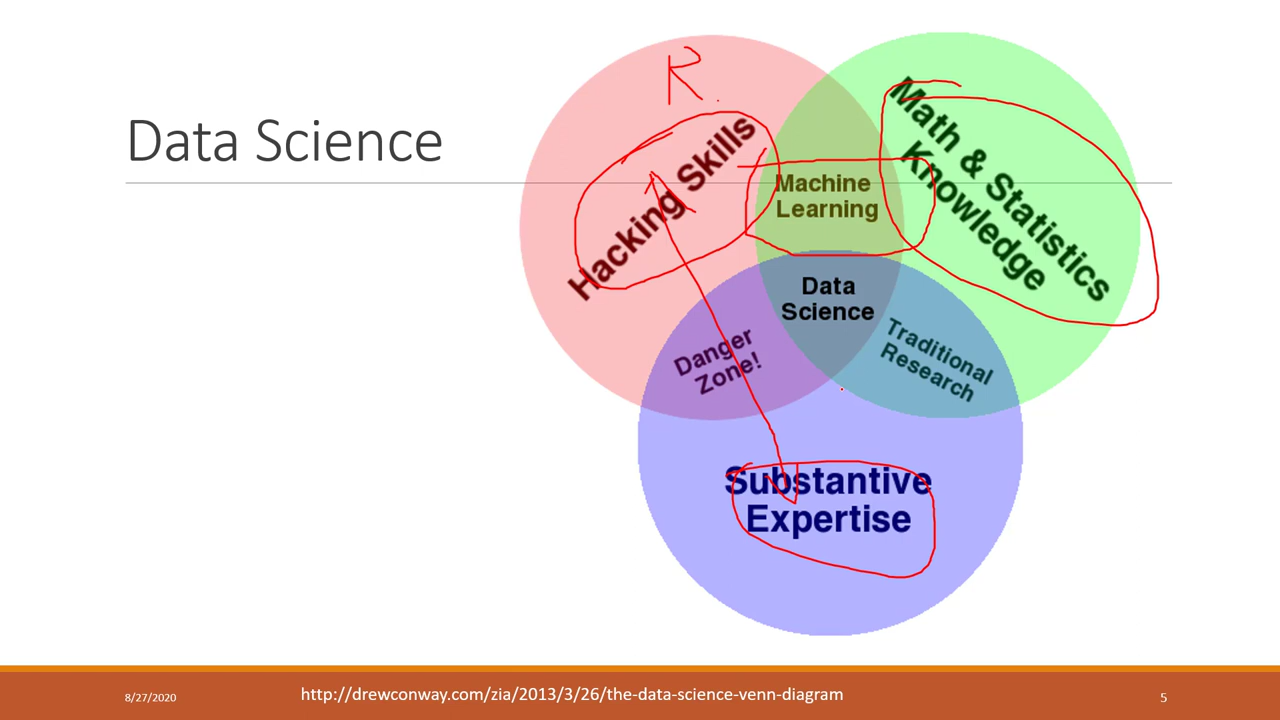 Data Science
R.
Hacking Skills
Math & Statistics
Knowledge
Machine
Learning
Data
Science
Danger
Zone!
Traditional
Research
Substantive
Expertise
8/27/2020
http://drewconway.com/zia/2013/3/26/the-data-science-venn-diagram
5